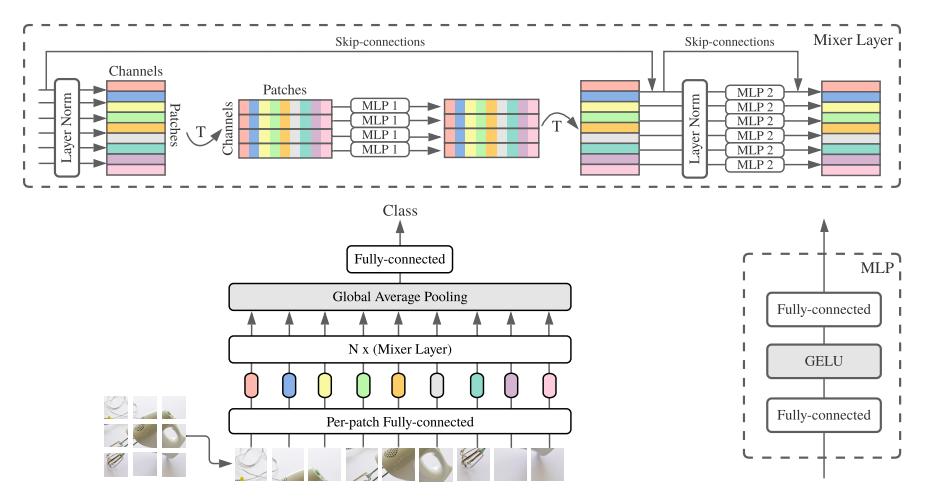 Skip-connections
Skip-connections
Mixer Layer
Channels
Layer Norm
Patches
T
Patches
Channels
MLP 1
MLP 1
MLP 1
MLP 1
T
Layer Norm
MLP 2
MLP 2
MLP 2
MLP 2
MLP 2
MLP 2
Class
Fully-connected
Global Average Pooling
N x (Mixer Layer)
Per-patch Fully-connected
MLP
Fully-connected
GELU
Fully-connected